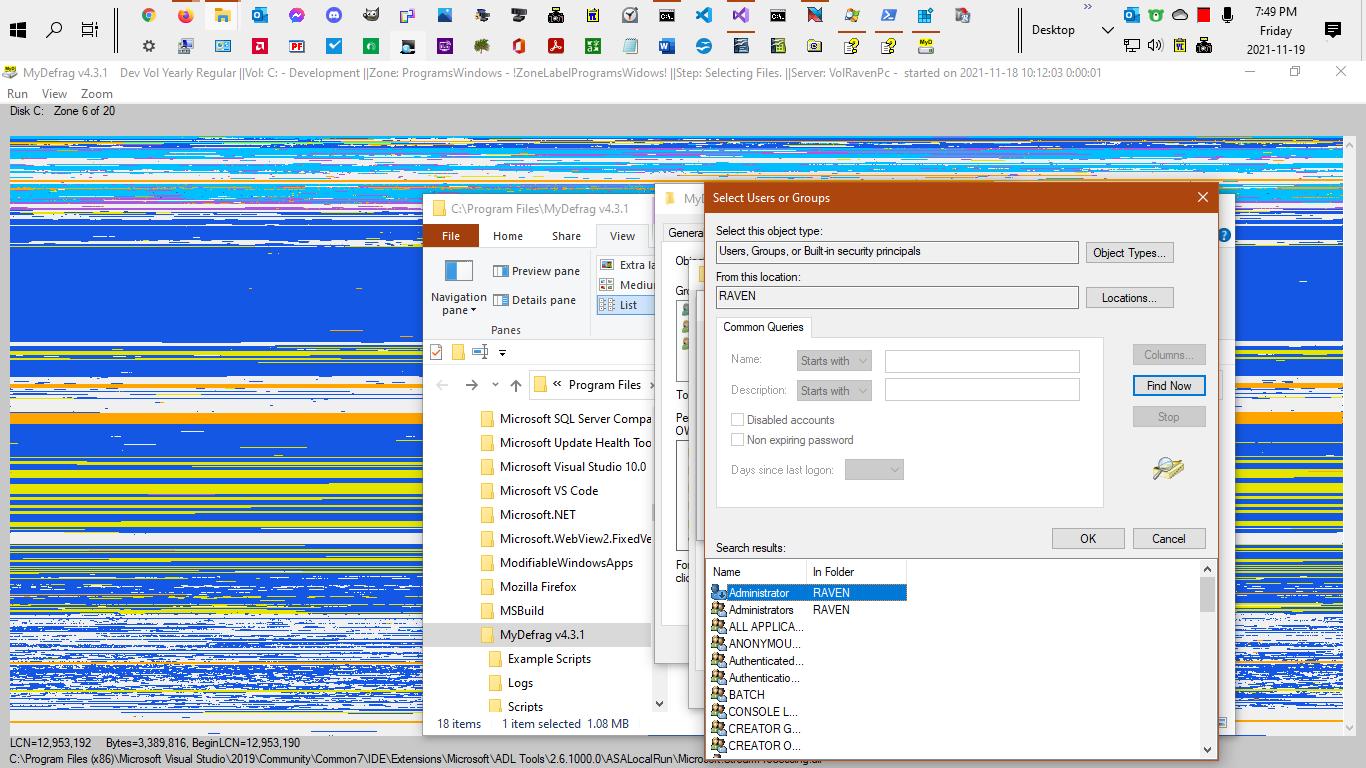 Desktop
»
7:49 PM
Friday
2021-11-19
MyDefrag v4.3.1 Dev Vol Yearly Regular ||Vol: C: - Development ||Zone: ProgramsWindows - !ZoneLabelProgramsWidows! ||Step: Selecting Files. ||Server: VolRavenPc - started on 2021-11-18 10:12:03 0:00:01
Run View Zoom
Disk C: Zone 6 of 20
C:\Program Files\MyDefrag v4.3.1
File Home Share View
Navigation pane
Preview pane
Details pane
Panes
Extra la
Mediu
List
« Program Files
Microsoft SQL Server Compa
Microsoft Update Health Too
Microsoft Visual Studio 10.0
Microsoft VS Code
Microsoft.NET
Microsoft.WebView2.FixedVe
ModifiableWindowsApps
Mozilla Firefox
MSBuild
MyDefrag v4.3.1
Example Scripts
Logs
Scripts
18 items 1 item selected 1.08 MB
MyD
Genera
Obje
Gro
To
Pe
OW
For
clic
Select Users or Groups
Select this object type:
Users, Groups, or Built-in security principals
Object Types...
From this location:
RAVEN
Locations...
Common Queries
Name: Starts with
Description: Starts with
Disabled accounts
Non expiring password
Days since last logon:
Columns...
Find Now
Stop
OK Cancel
Search results:
Name In Folder
Administrator RAVEN
Administrators RAVEN
ALL APPLICA...
ANONYMOU...
Authenticated...
Authenticatio...
BATCH
CONSOLE L...
CREATOR G...
CREATOR O...
LCN=12,953,192 Bytes=3,389,816, BeginLCN=12,953,190
C:\Program Files (x86)\Microsoft Visual Studio\2019\Community\Common7\IDE\Extensions\Microsoft\ADL Tools\2.6.1000.0\ASALocalRun\Microsoft.StreamProcessing.dll